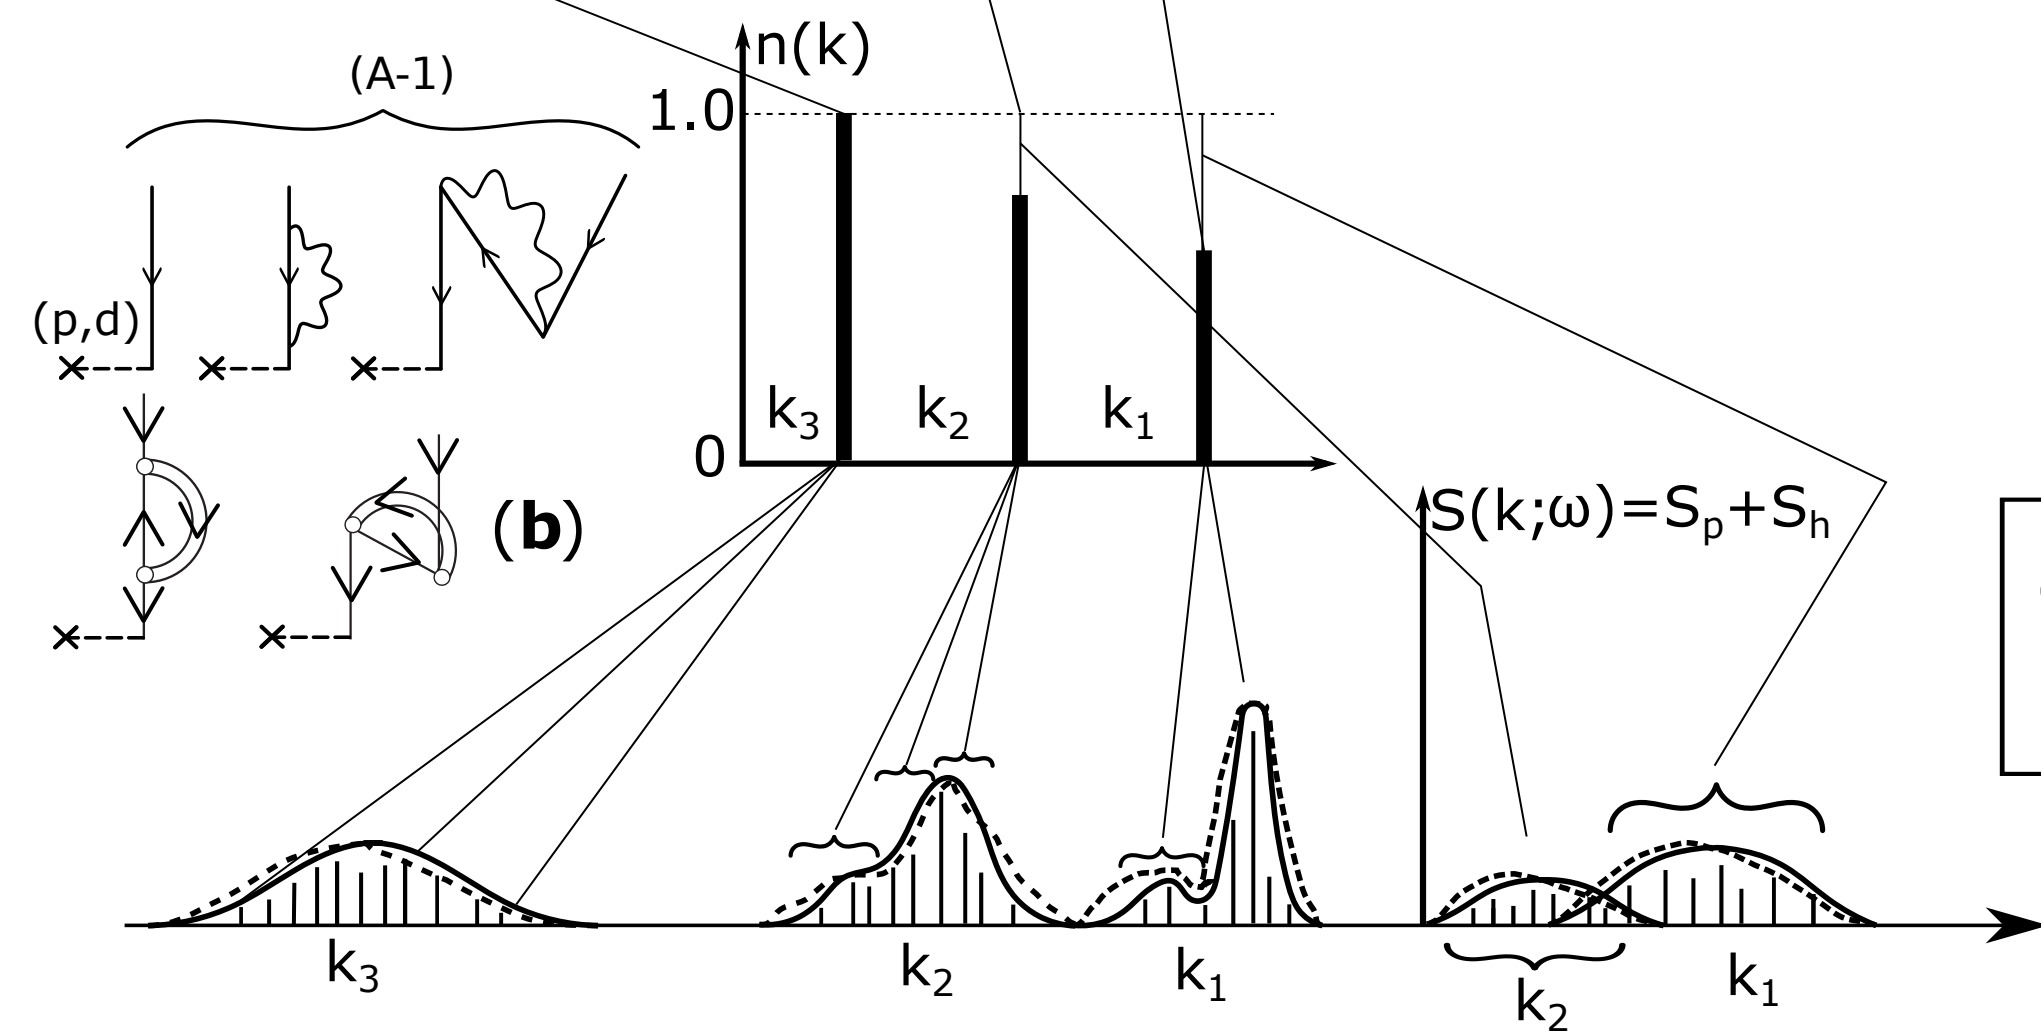 n(k)
(A-1)
1.0
(p,d)
k₃
k₂
k₁
0
S(k;ω)=Sₚ+Sₕ
(b)
k₃
k₂
k₁
k₁
k₂